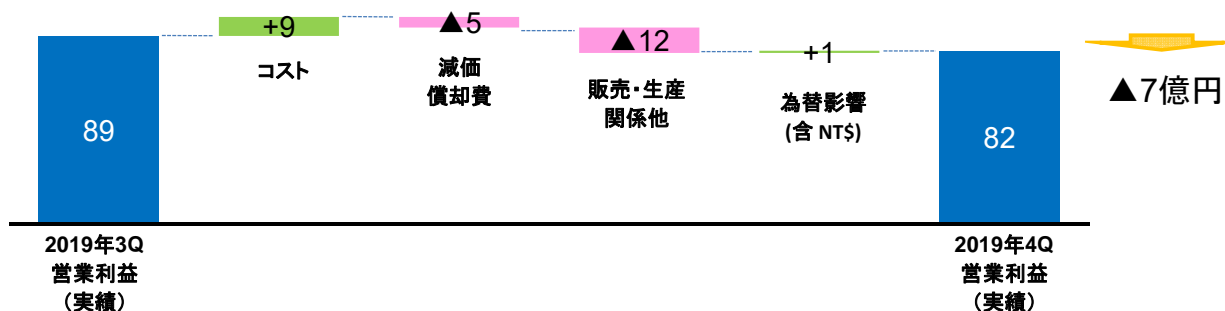 +9
コスト
▲5
減価
償却費
▲12
販売・生産
関係他
+1
為替影響
(含 NT$)
▲7億円
89
82
2019年3Q
営業利益
（実績）
2019年4Q
営業利益
（実績）